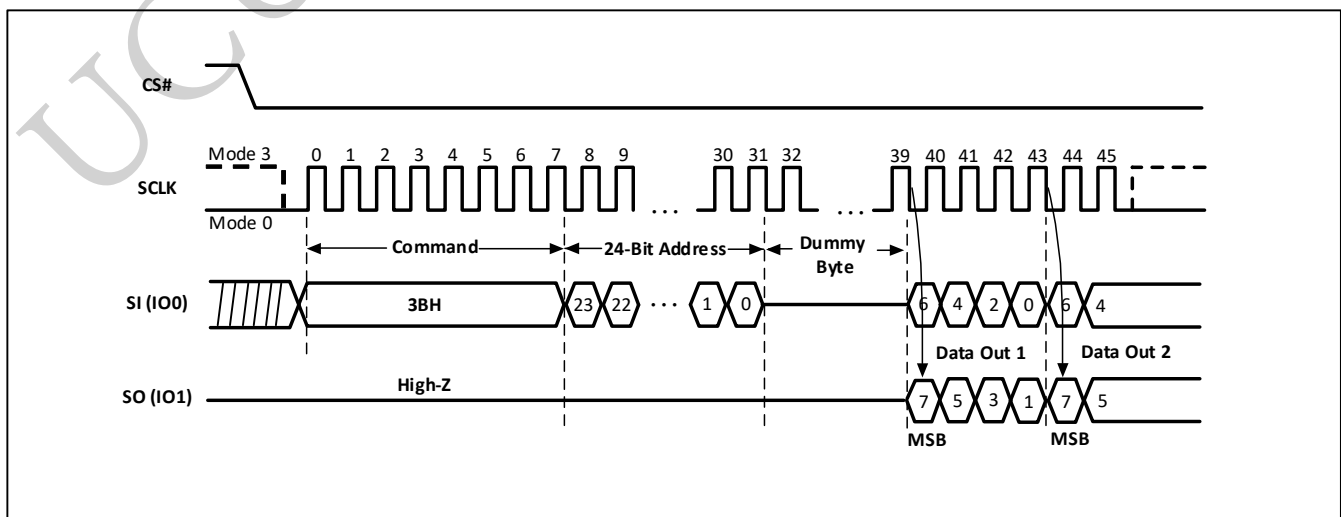 CS#
Mode 3
0 1 2 3 4 5 6 7 8 9 30 31 32 39 40 41 42 43 44 45
SCLK
Mode 0
... ...
Command 24-Bit Address Dummy
Byte
SI (IO0) 3BH 23 22 ... 1 0 6 4 2 0 6 4
Data Out 1 Data Out 2
High-Z
SO (IO1) 7 5 3 1 7 5
MSB MSB